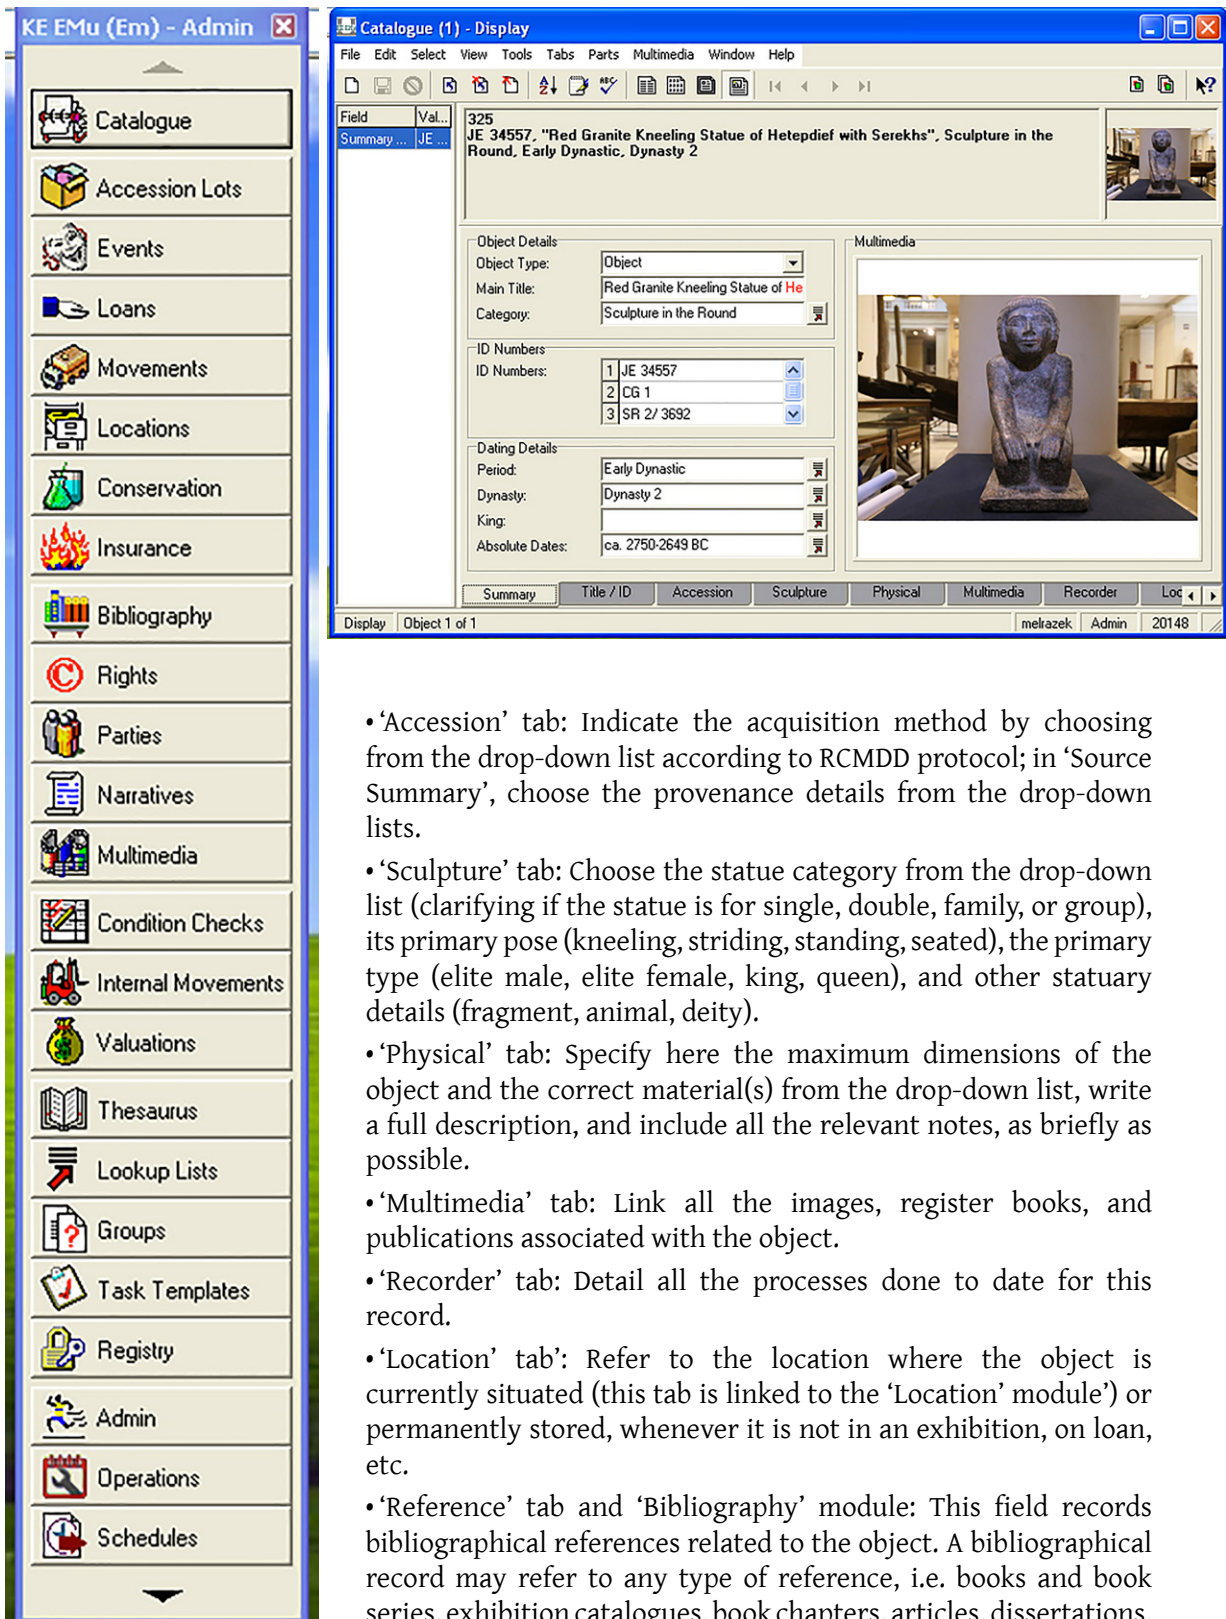 KE EMu (Em) - Admin
Catalogue
Accession Lots
Events
Loans
Movements
Locations
Conservation
Insurance
Bibliography
Rights
Parties
Narratives
Multimedia
Condition Checks
Internal Movements
Valuations
Thesaurus
Lookup Lists
Groups
Task Templates
Registry
Admin
Operations
Schedules
Catalogue (1) - Display
File Edit Select View Tools Tabs Parts Multimedia Window Help
Field Val...
Summary ... JE ...
325
JE 34557, "Red Granite Kneeling Statue of Hetepdief with Serekhs", Sculpture in the
Round, Early Dynastic, Dynasty 2
Object Details
Object Type: Object
Main Title: Red Granite Kneeling Statue of He
Category: Sculpture in the Round
ID Numbers
ID Numbers: 1 JE 34557
2 CG 1
3 SR 2/ 3692
Dating Details
Period: Early Dynastic
Dynasty: Dynasty 2
King:
Absolute Dates: ca. 2750-2649 BC
Multimedia
Summary Title / ID Accession Sculpture Physical Multimedia Recorder Loc
Display Object 1 of 1 melrazek Admin 20148
• 'Accession' tab: Indicate the acquisition method by choosing
from the drop-down list according to RCMDD protocol; in 'Source
Summary', choose the provenance details from the drop-down
lists.
• 'Sculpture' tab: Choose the statue category from the drop-down
list (clarifying if the statue is for single, double, family, or group),
its primary pose (kneeling, striding, standing, seated), the primary
type (elite male, elite female, king, queen), and other statuary
details (fragment, animal, deity).
• 'Physical' tab: Specify here the maximum dimensions of the
object and the correct material(s) from the drop-down list, write
a full description, and include all the relevant notes, as briefly as
possible.
• 'Multimedia' tab: Link all the images, register books, and
publications associated with the object.
• 'Recorder' tab: Detail all the processes done to date for this
record.
• 'Location' tab': Refer to the location where the object is
currently situated (this tab is linked to the 'Location' module') or
permanently stored, whenever it is not in an exhibition, on loan,
etc.
• 'Reference' tab and 'Bibliography' module: This field records
bibliographical references related to the object. A bibliographical
record may refer to any type of reference, i.e. books and book
series, exhibition catalogues, book chapters, articles, dissertations,